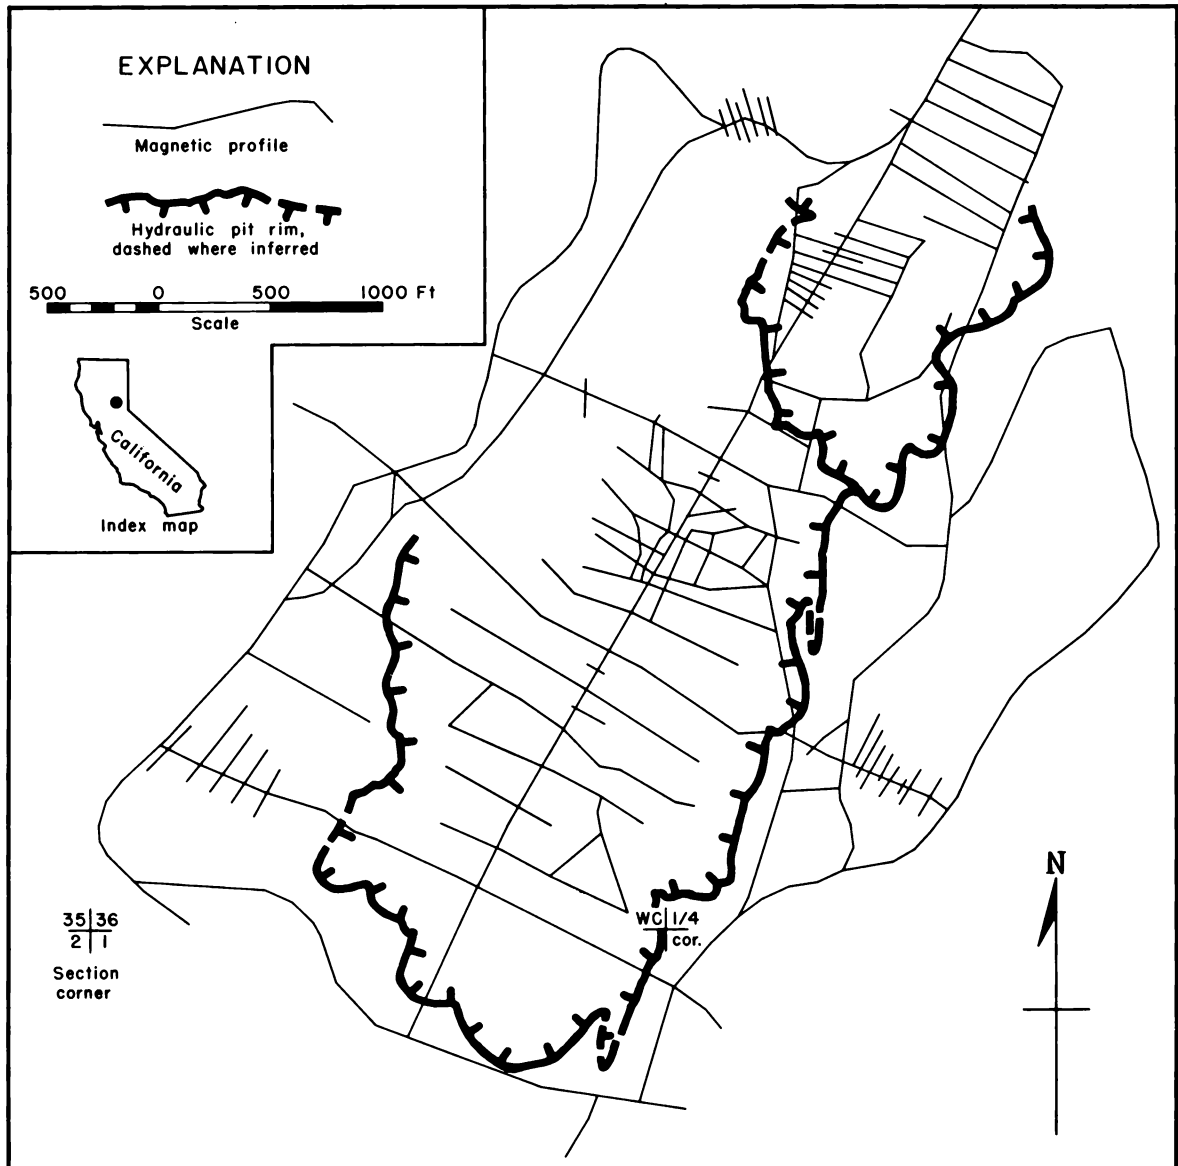 EXPLANATION
Magnetic profile
Hydraulic pit rim,
dashed where inferred
500 0 500 1000 Ft
Scale
California
Index map
N
35 36
2 1
Section
corner
WC 1/4
cor.